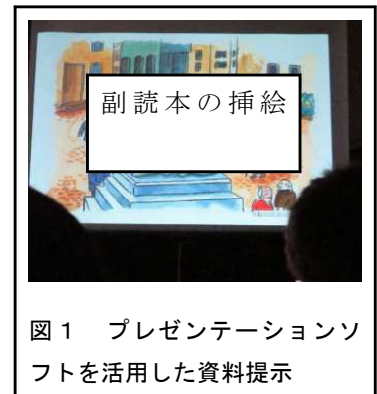 副読本の挿絵
図１　プレゼンテーションソ
フトを活用した資料提示